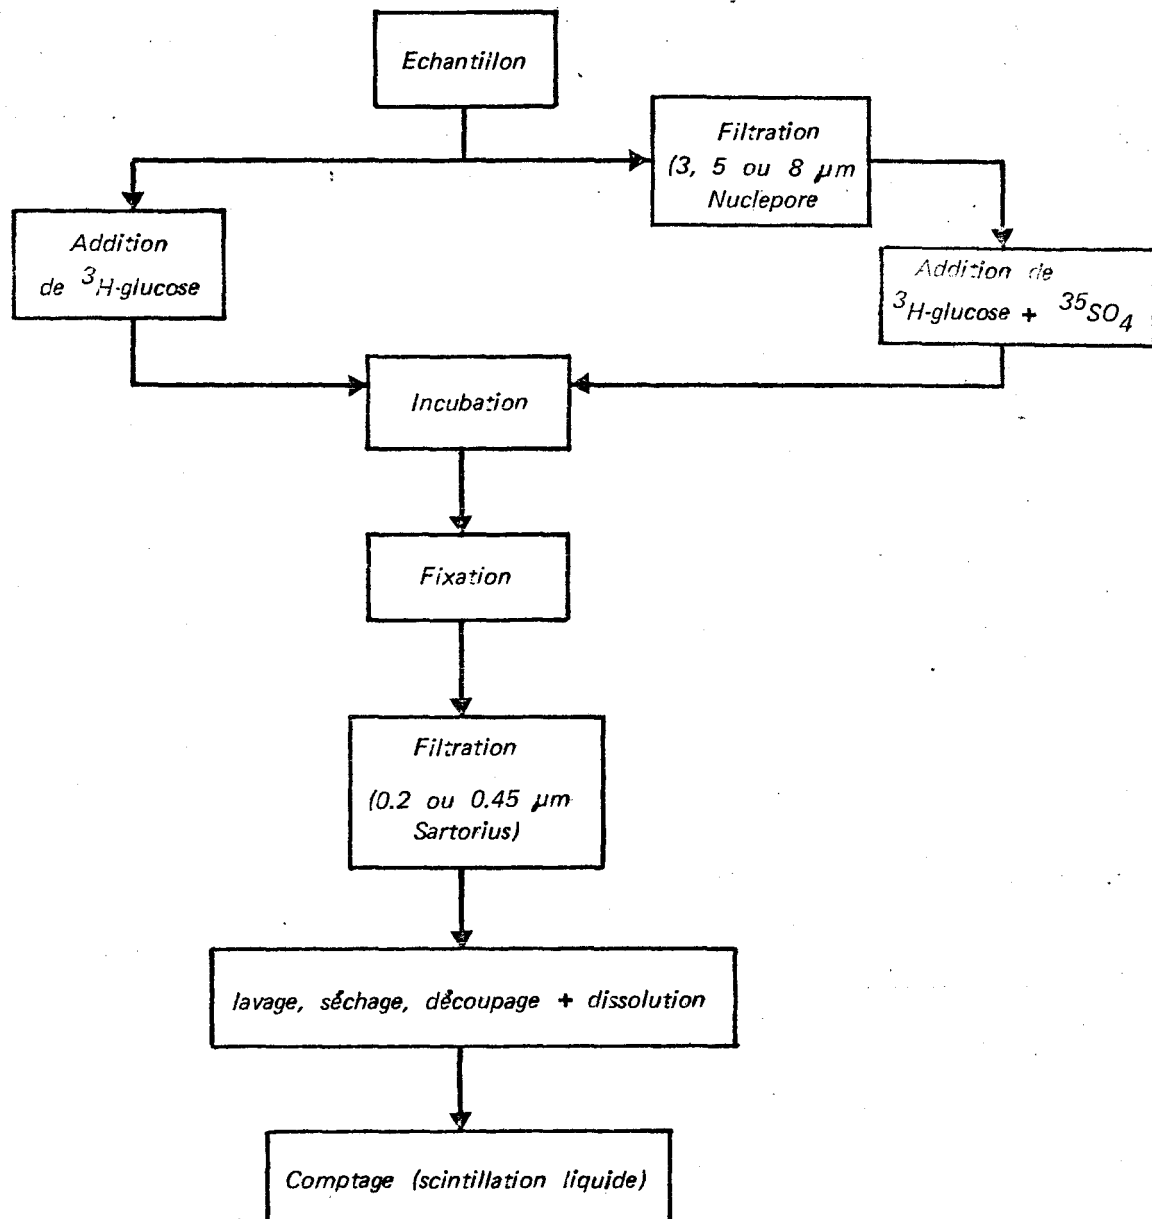 Echantillon
Filtration
(3, 5 ou 8 µm
Nuclepore
Addition
de ³H-glucose
Addition de
³H-glucose + ³⁵SO₄
Incubation
Fixation
Filtration
(0.2 ou 0.45 µm
Sartorius)
lavage, séchage, découpage + dissolution
Comptage (scintillation liquide)